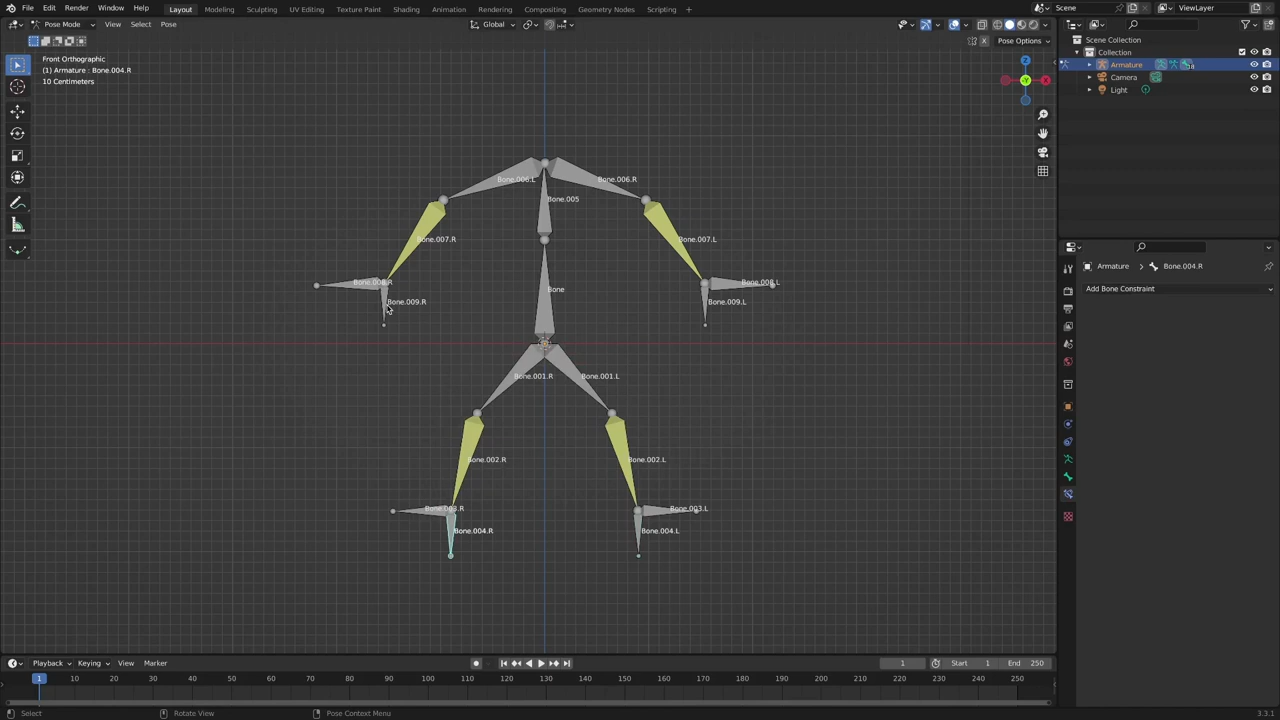 File Edit Render Window Help Layout Modeling Sculpting UV Editing Texture Paint Shading Animation Rendering Compositing Geometry Nodes Scripting + Scene ViewLayer
Pose Mode View Select Pose Global
Pose Options
Front Orthographic
(1) Armature : Bone.004.R
10 Centimeters
Scene Collection
Collection
Armature
Camera
Light
Bone.006.L Bone.006.R
Bone.005
Bone.007.R Bone.007.L
Bone.008.R Bone.008.L
Bone.009.R Bone.009.L
Bone
Bone.001.R Bone.001.L
Bone.002.R Bone.002.L
Bone.003.R Bone.003.L
Bone.004.R Bone.004.L
Armature > Bone.004.R
Add Bone Constraint
Playback Keying View Marker 1 Start 1 End 250
1 10 20 30 40 50 60 70 80 90 100 110 120 130 140 150 160 170 180 190 200 210 220 230 240 250
Select Rotate View Pose Context Menu 3.3.1